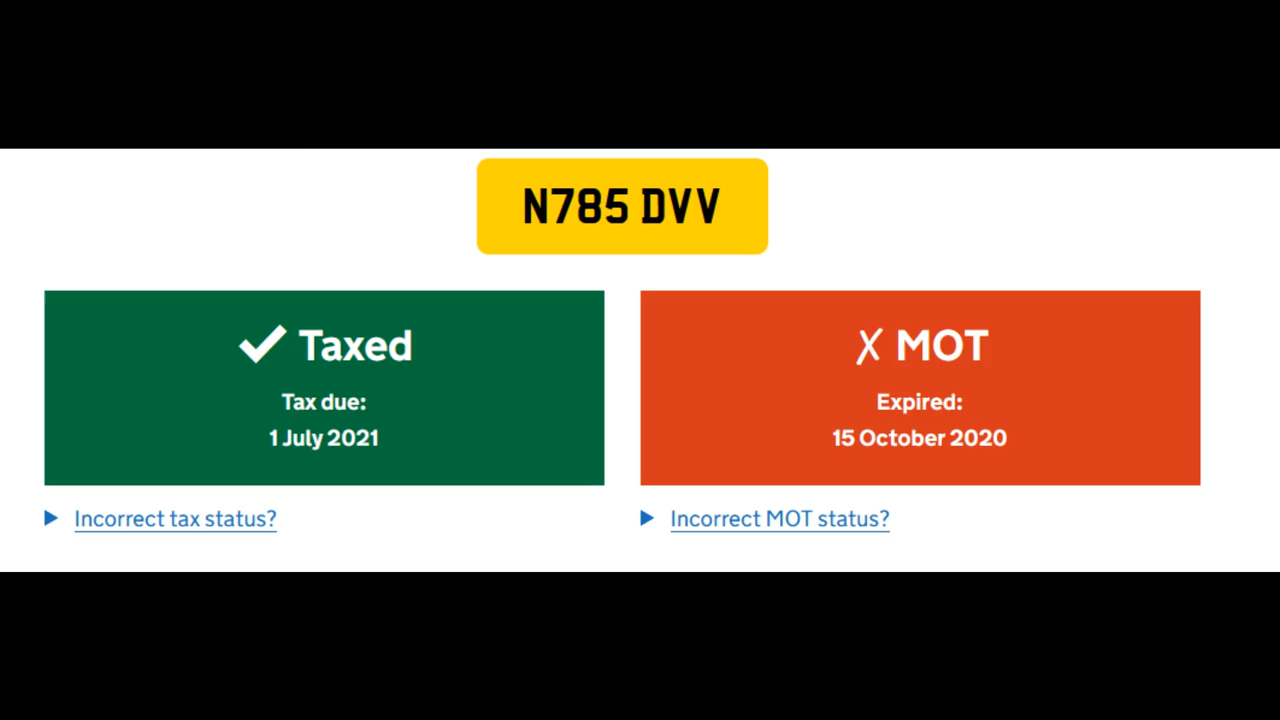 N785 DVV
✓ Taxed
Tax due:
1 July 2021
✗ MOT
Expired:
15 October 2020
Incorrect tax status?
Incorrect MOT status?